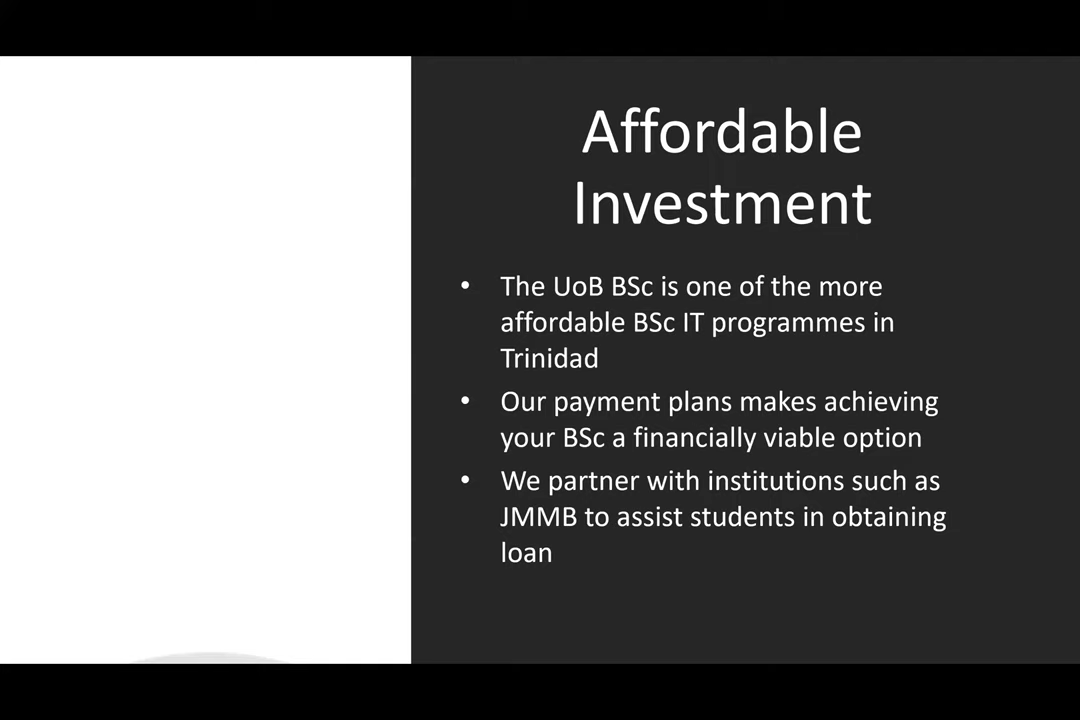 Affordable
Investment
• The UoB BSc is one of the more
affordable BSc IT programmes in
Trinidad
• Our payment plans makes achieving
your BSc a financially viable option
• We partner with institutions such as
JMMB to assist students in obtaining
loan